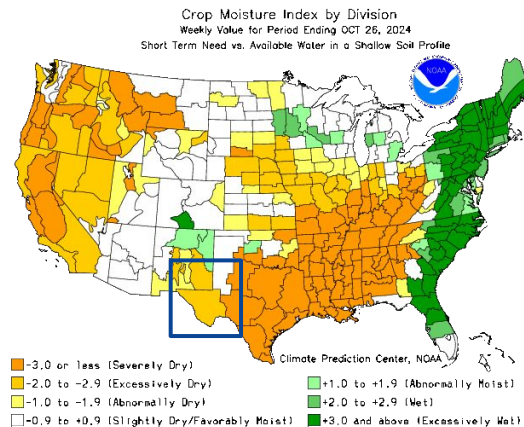 Crop Moisture Index by Division
Weekly Value for Period Ending OCT 26, 2024
Short Term Need vs. Available Water in a Shallow Soil Profile
NOAA
Climate Prediction Center, NOAA
-3.0 or less (Severely Dry)
-2.0 to -2.9 (Excessively Dry)
-1.0 to -1.9 (Abnormally Dry)
-0.9 to +0.9 (Slightly Dry/Favorably Moist)
+1.0 to +1.9 (Abnormally Moist)
+2.0 to +2.9 (Wet)
+3.0 and above (Excessively Wet)